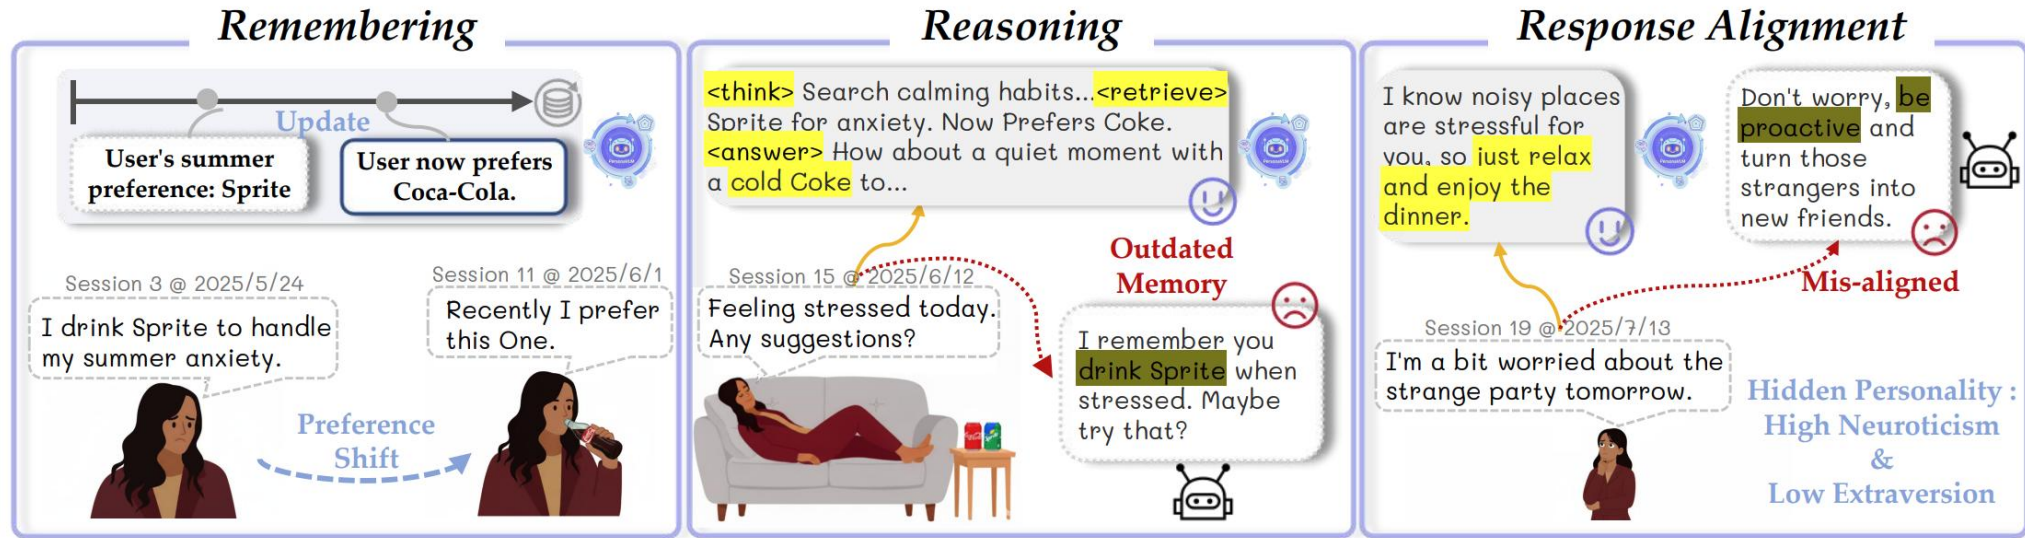 Remembering
Update
User's summer
preference: Sprite
User now prefers
Coca-Cola.
Session 3 @ 2025/5/24
I drink Sprite to handle
my summer anxiety.
Session 11 @ 2025/6/1
Recently I prefer
this One.
Preference
Shift
Reasoning
<think> Search calming habits...<retrieve>
Sprite for anxiety. Now Prefers Coke.
<answer> How about a quiet moment with
a cold Coke to...
Session 15 @ 2025/6/12
Feeling stressed today.
Any suggestions?
Outdated
Memory
I remember you
drink Sprite when
stressed. Maybe
try that?
Response Alignment
I know noisy places
are stressful for
you, so just relax
and enjoy the
dinner.
Don't worry, be
proactive and
turn those
strangers into
new friends.
Mis-aligned
Session 19 @ 2025/7/13
I'm a bit worried about the
strange party tomorrow.
Hidden Personality :
High Neuroticism
&
Low Extraversion